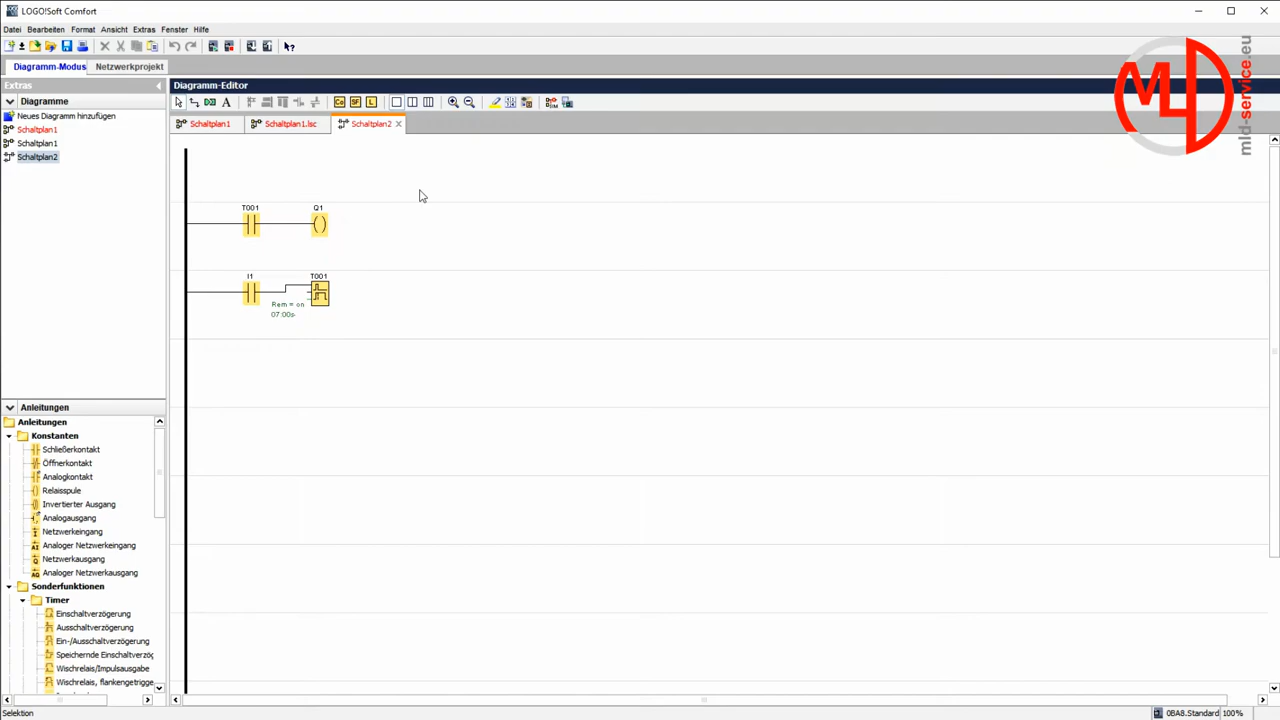 LOGO!Soft Comfort
Datei Bearbeiten Format Ansicht Extras Fenster Hilfe
Diagramm-Modus Netzwerkprojekt
Extras
Diagramm-Editor
Diagramme
Co SF L
Neues Diagramm hinzufügen
Schaltplan1 Schaltplan1.lsc Schaltplan2
Schaltplan1
Schaltplan1
Schaltplan2
T001 Q1
I1 T001
Rem = on
07:00s
Anleitungen
Anleitungen
Konstanten
Schließerkontakt
Öffnerkontakt
Analogkontakt
Relaisspule
Invertierter Ausgang
Analogausgang
Netzwerkeingang
Analoger Netzwerkeingang
Netzwerkausgang
Analoger Netzwerkausgang
Sonderfunktionen
Timer
Einschaltverzögerung
Ausschaltverzögerung
Ein-/Ausschaltverzögerung
Speichernde Einschaltverzög
Wischrelais/Impulsausgabe
Wischrelais, flankengetrigge
Selektion
0BA8.Standard 100%
MLD
mld-service.eu